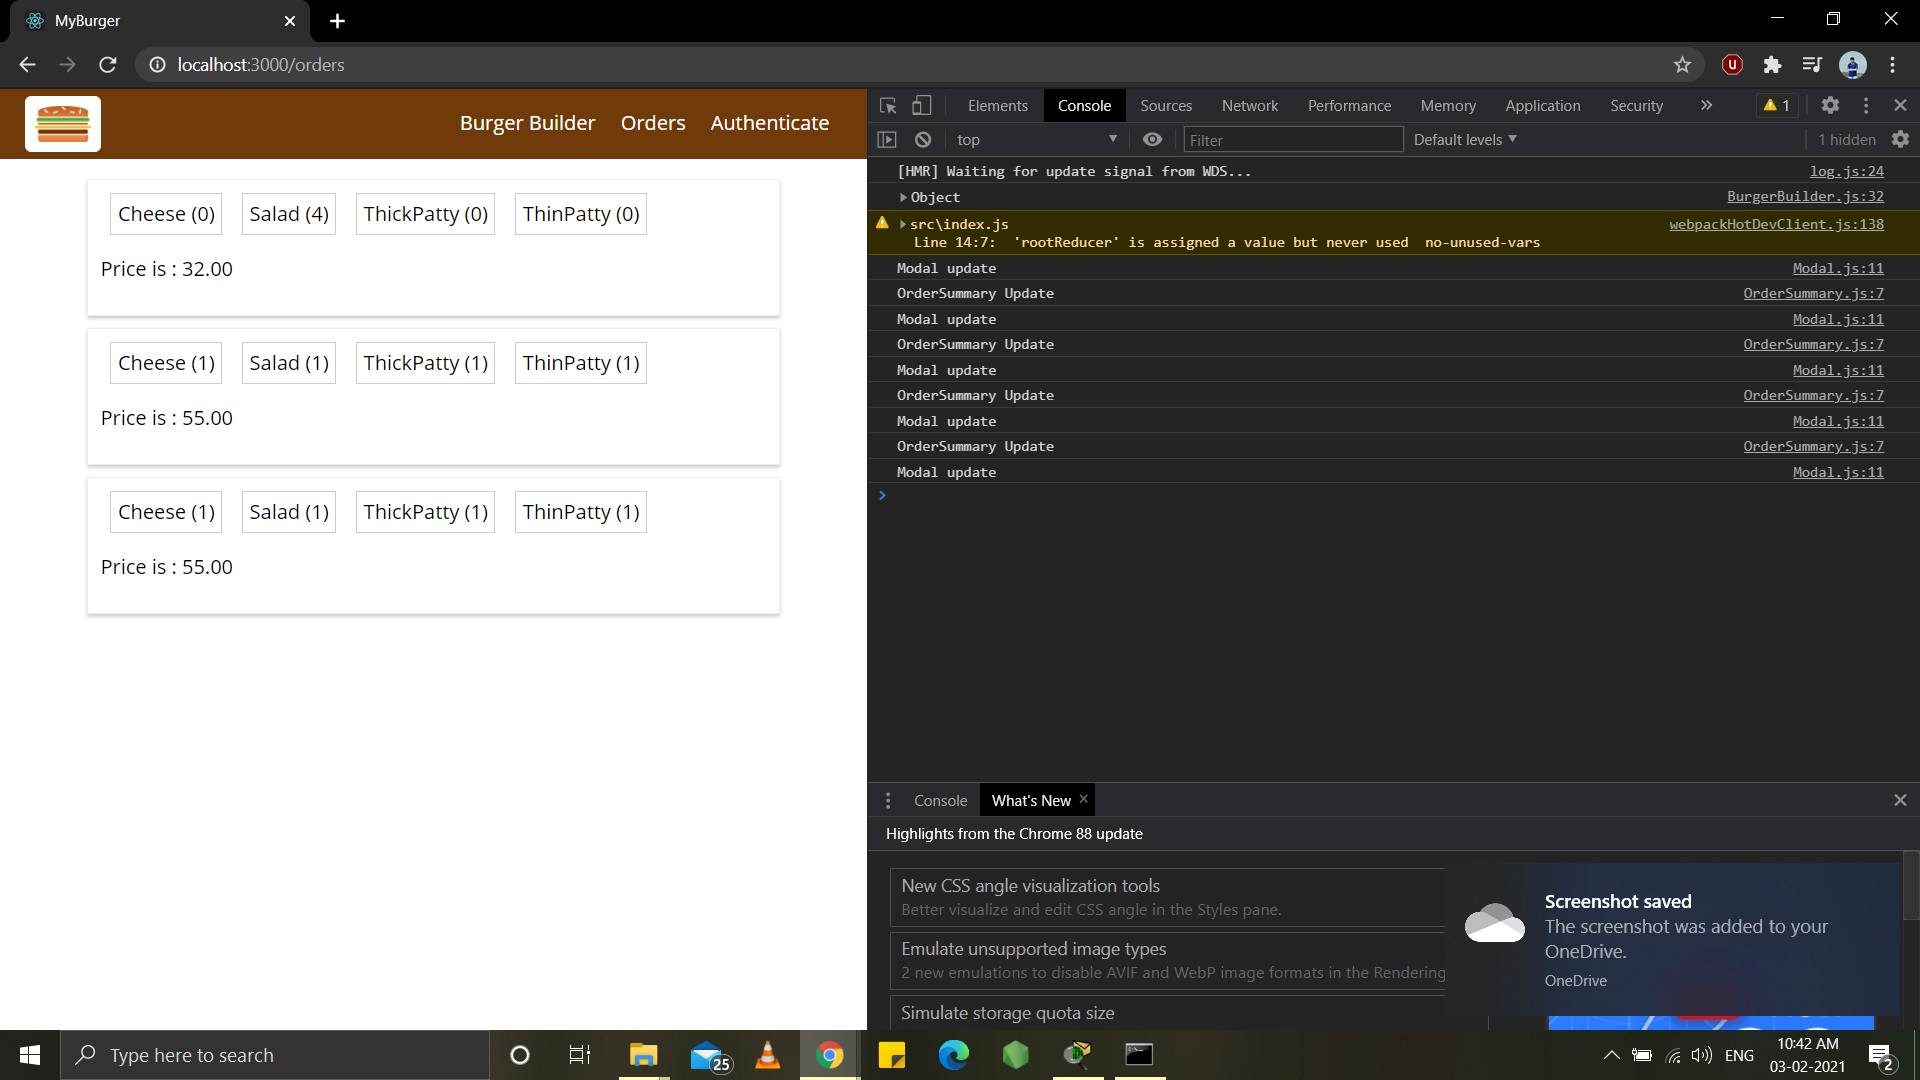 MyBurger
localhost:3000/orders
Burger Builder Orders Authenticate
Cheese (0) Salad (4) ThickPatty (0) ThinPatty (0)
Price is : 32.00
Cheese (1) Salad (1) ThickPatty (1) ThinPatty (1)
Price is : 55.00
Cheese (1) Salad (1) ThickPatty (1) ThinPatty (1)
Price is : 55.00
Elements Console Sources Network Performance Memory Application Security » 1
top Filter Default levels 1 hidden
[HMR] Waiting for update signal from WDS... log.js:24
Object BurgerBuilder.js:32
src\index.js webpackHotDevClient.js:138
Line 14:7: 'rootReducer' is assigned a value but never used no-unused-vars
Modal update Modal.js:11
OrderSummary Update OrderSummary.js:7
Modal update Modal.js:11
OrderSummary Update OrderSummary.js:7
Modal update Modal.js:11
OrderSummary Update OrderSummary.js:7
Modal update Modal.js:11
OrderSummary Update OrderSummary.js:7
Modal update Modal.js:11
Console What's New
Highlights from the Chrome 88 update
New CSS angle visualization tools
Better visualize and edit CSS angle in the Styles pane.
Emulate unsupported image types
2 new emulations to disable AVIF and WebP image formats in the Rendering
Simulate storage quota size
Screenshot saved
The screenshot was added to your
OneDrive.
OneDrive
Type here to search
25
ENG
10:42 AM
03-02-2021
2